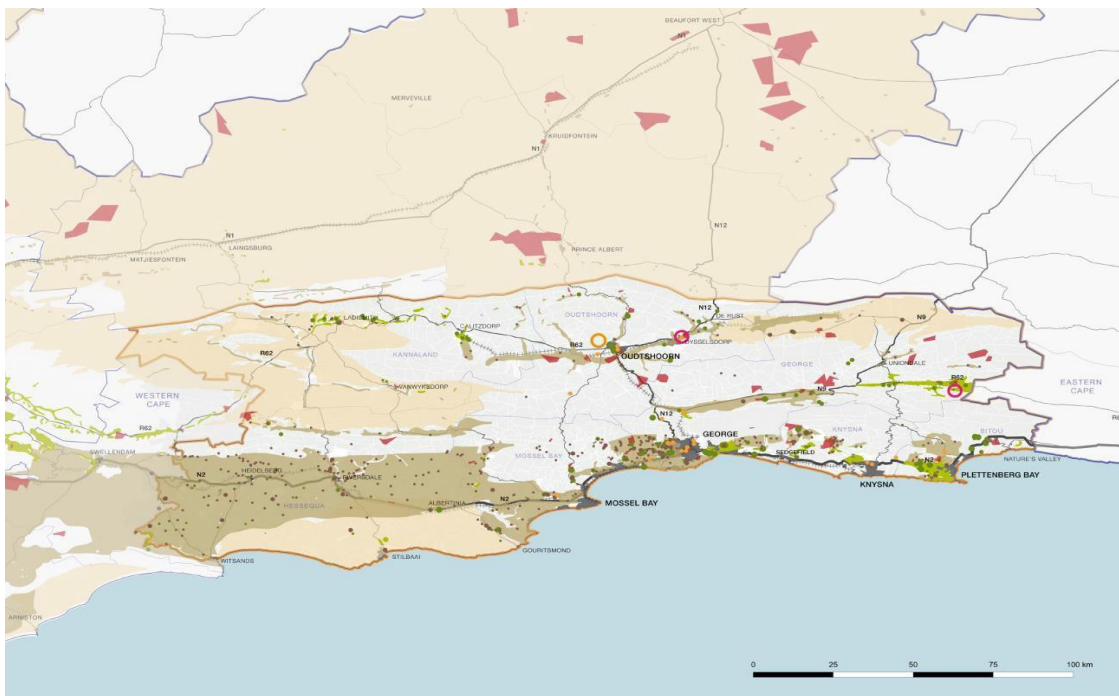 BEAUFORT WEST
N1
MERVEVILLE
KRUIDFONTEIN
N1
N12
N1
LAINGSBURG
PRINCE ALBERT
MATJIESFONTEIN
N12
OUDTSHOORN
DE RUST
N9
CALITZDORP
R62
DYSSELSDORP
R62
KANNALAND
OUDTSHOORN
GEORGE
UNIONDALE
R62
EASTERN
CAPE
VANWYKSDORP
N9
WESTERN
CAPE
R62
N12
GEORGE
KNYDNA
BITOU
SWELLENDAM
MOSSEL BAY
SEDGEFIELD
NATURE'S VALLEY
N2
HEIDELBERG
RIVERSDALE
N2
PLETTENBERG BAY
KNYSNA
HESSEQUA
ALBERTINIA
N2
MOSSEL BAY
GOURITSMOND
WITSANDS
STILBAAI
ARNISTON
0 25 50 75 100 km